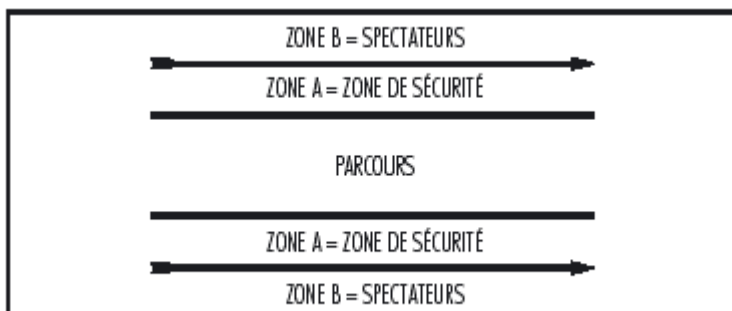 ZONE B = SPECTATEURS
ZONE A = ZONE DE SÉCURITÉ
PARCOURS
ZONE A = ZONE DE SÉCURITÉ
ZONE B = SPECTATEURS